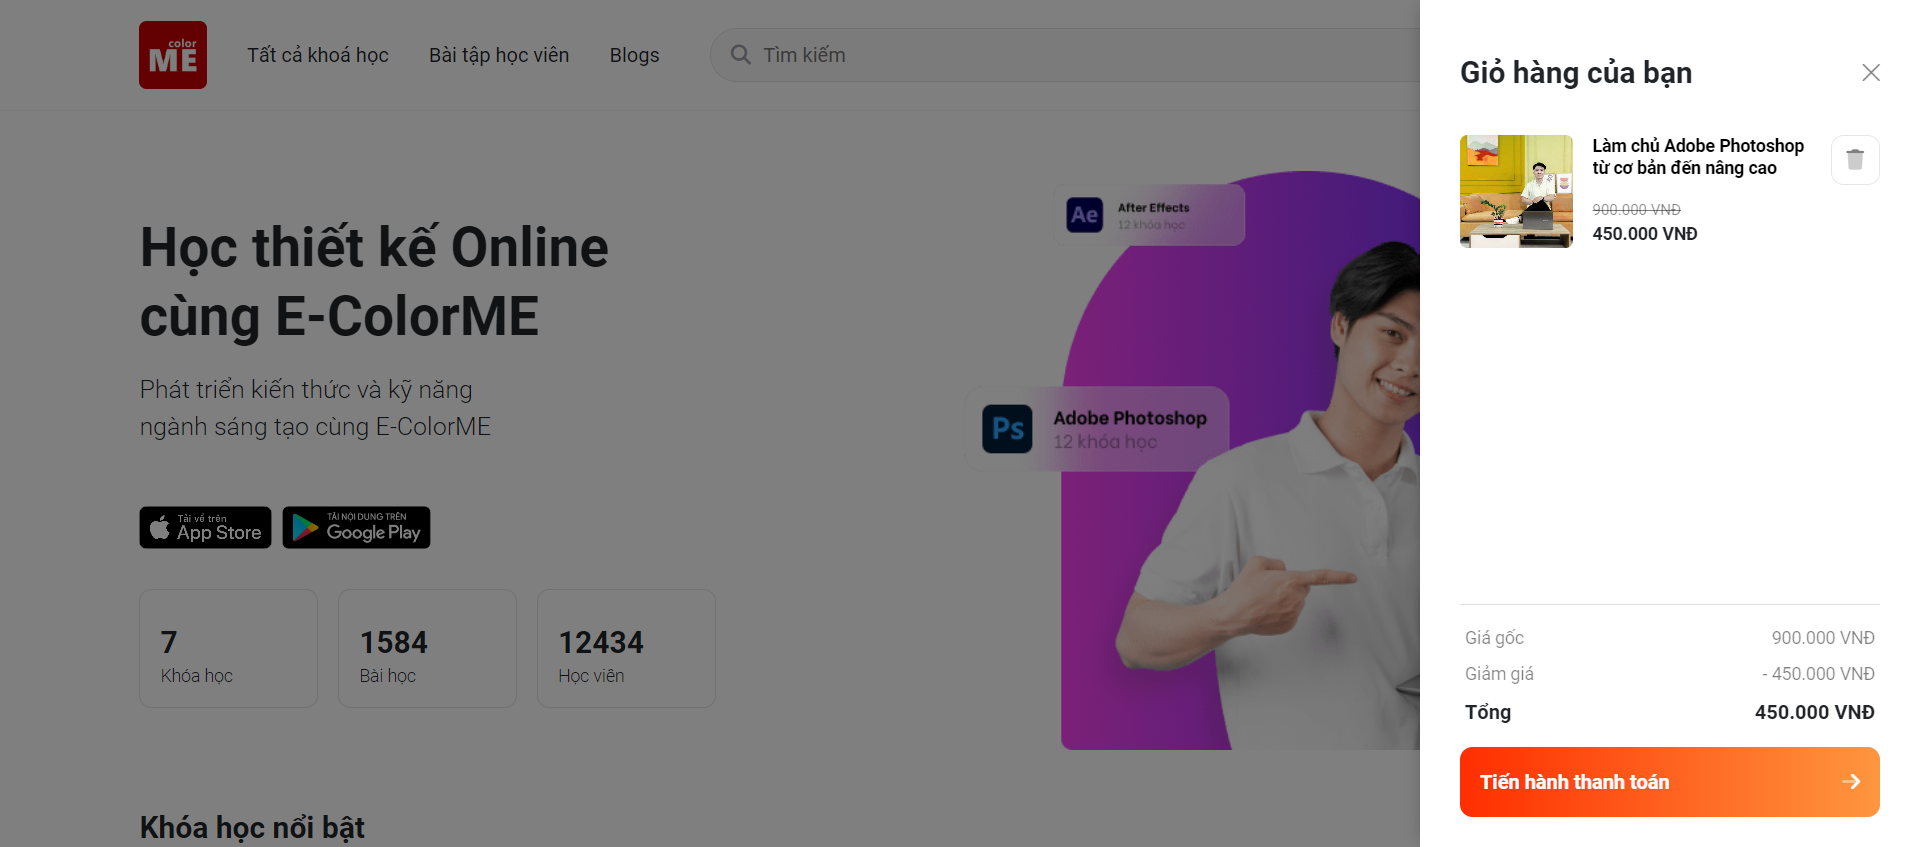 color
ME
Tất cả khoá học
Bài tập học viên
Blogs
Tìm kiếm
Học thiết kế Online
cùng E-ColorME
Phát triển kiến thức và kỹ năng
ngành sáng tạo cùng E-ColorME
Tải về trên
App Store
TẢI NỘI DUNG TRÊN
Google Play
7
Khóa học
1584
Bài học
12434
Học viên
Ae
After Effects
12 khóa học
Ps
Adobe Photoshop
12 khóa học
Khóa học nổi bật
Giỏ hàng của bạn
Làm chủ Adobe Photoshop
từ cơ bản đến nâng cao
900.000 VNĐ
450.000 VNĐ
Giá gốc 900.000 VNĐ
Giảm giá - 450.000 VNĐ
Tổng 450.000 VNĐ
Tiến hành thanh toán